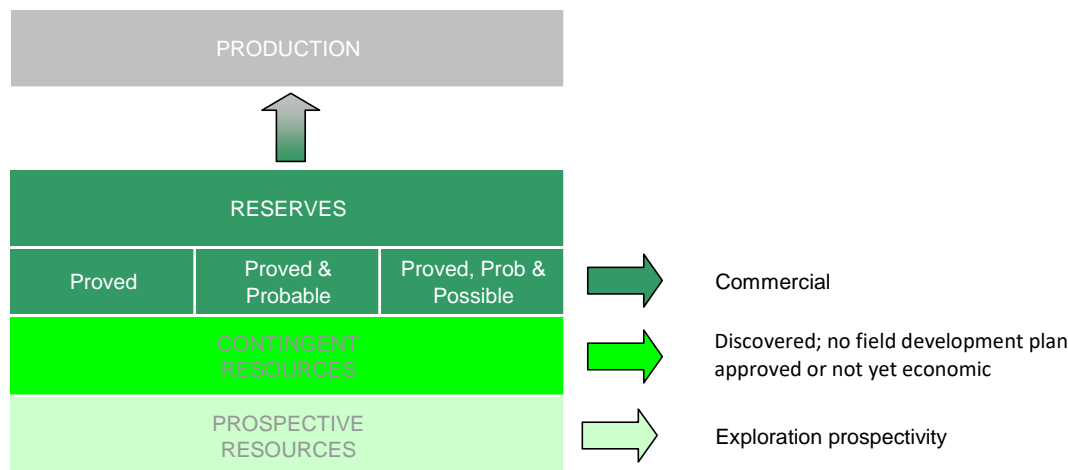 PRODUCTION
RESERVES
Proved
Proved &
Probable
Proved, Prob &
Possible
Commercial
CONTINGENT
RESOURCES
Discovered; no field development plan
approved or not yet economic
PROSPECTIVE
RESOURCES
Exploration prospectivity